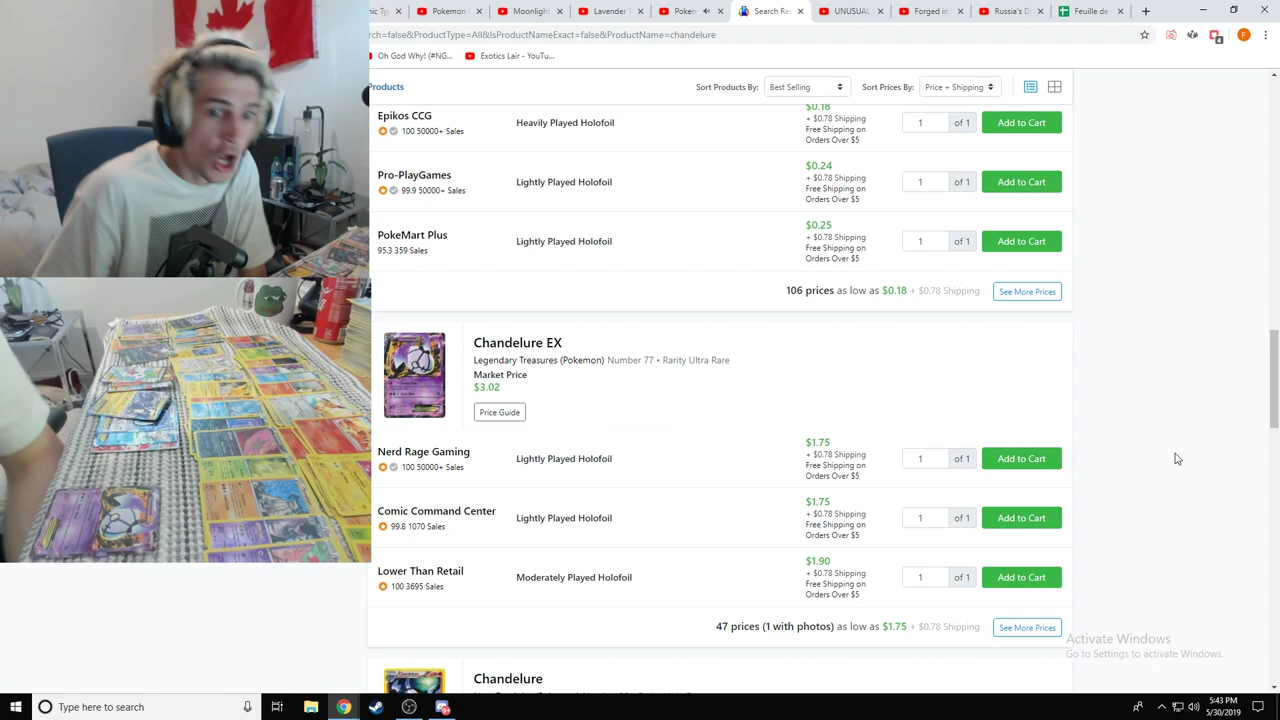 Pokemon
Moonlight
Lavender
Pokem
Search Re
UNUSUAL
Forged in
Russia's D
Feuille de
rch=false&ProductType=All&IsProductNameExact=false&ProductName=chandelure
F
Oh God Why! (#NG...
Exotics Lair - YouTu...
Products
Sort Products By:
Best Selling
Sort Prices By:
Price + Shipping
Epikos CCG
100 50000+ Sales
Heavily Played Holofoil
$0.18
+ $0.78 Shipping
Free Shipping on
Orders Over $5
1
of 1
Add to Cart
Pro-PlayGames
99.9 50000+ Sales
Lightly Played Holofoil
$0.24
+ $0.78 Shipping
Free Shipping on
Orders Over $5
1
of 1
Add to Cart
PokeMart Plus
95.3 359 Sales
Lightly Played Holofoil
$0.25
+ $0.78 Shipping
Free Shipping on
Orders Over $5
1
of 1
Add to Cart
106 prices as low as $0.18 + $0.78 Shipping
See More Prices
Chandelure EX
Legendary Treasures (Pokemon) Number 77 • Rarity Ultra Rare
Market Price
$3.02
Price Guide
Nerd Rage Gaming
100 50000+ Sales
Lightly Played Holofoil
$1.75
+ $0.78 Shipping
Free Shipping on
Orders Over $5
1
of 1
Add to Cart
Comic Command Center
99.8 1070 Sales
Lightly Played Holofoil
$1.75
+ $0.78 Shipping
Free Shipping on
Orders Over $5
1
of 1
Add to Cart
Lower Than Retail
100 3695 Sales
Moderately Played Holofoil
$1.90
+ $0.78 Shipping
Free Shipping on
Orders Over $5
1
of 1
Add to Cart
47 prices (1 with photos) as low as $1.75 + $0.78 Shipping
See More Prices
Chandelure
Activate Windows
Go to Settings to activate Windows.
Type here to search
5:43 PM
5/30/2019